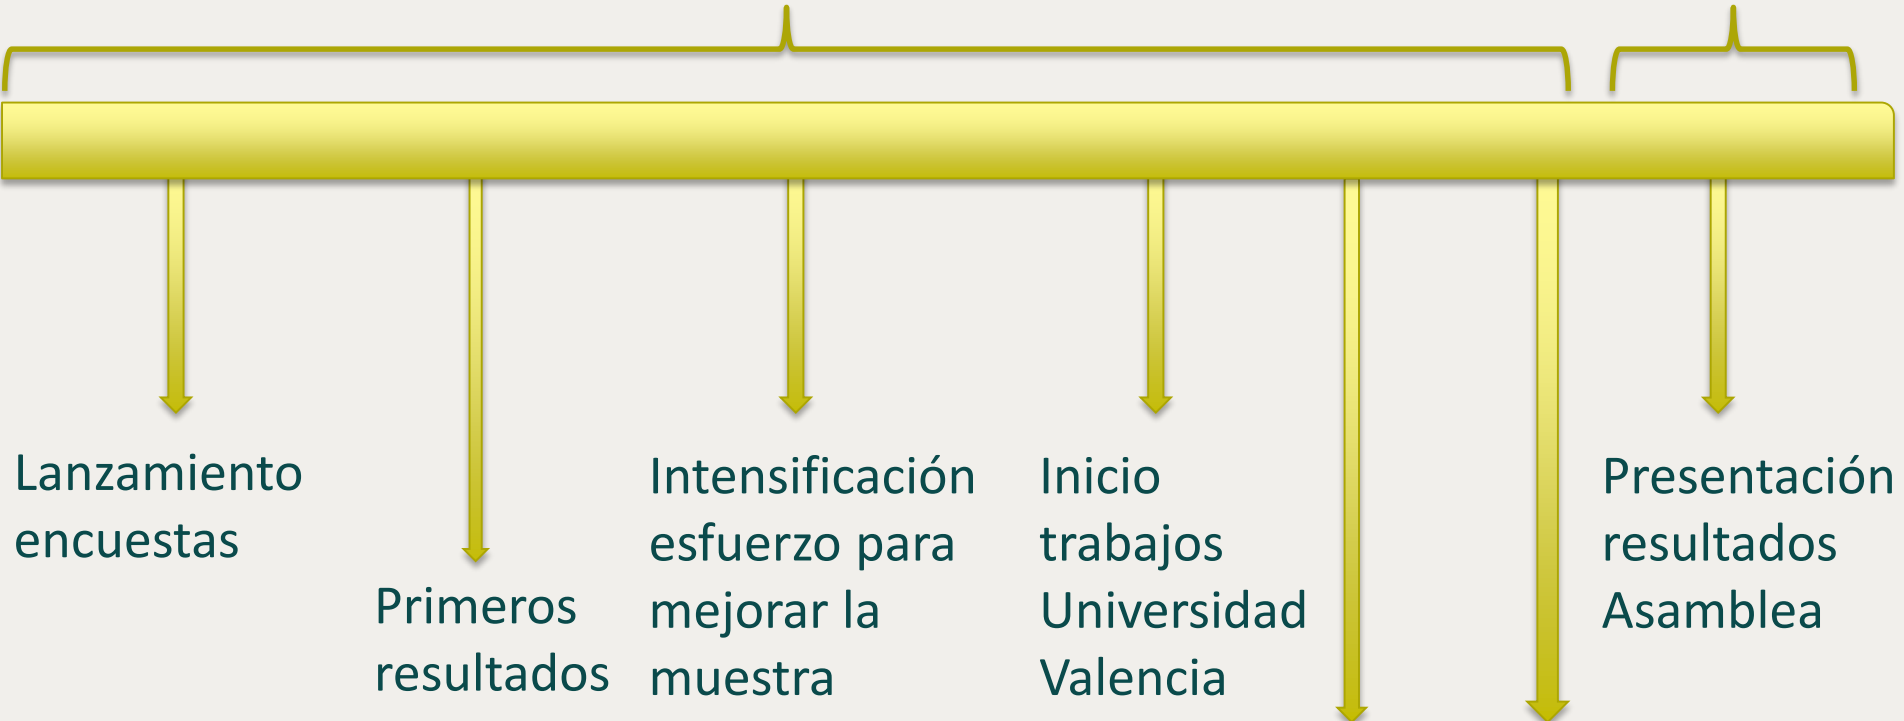 Lanzamiento
encuestas
Primeros
resultados
Intensificación
esfuerzo para
mejorar la
muestra
Inicio
trabajos
Universidad
Valencia
Presentación
resultados
Asamblea